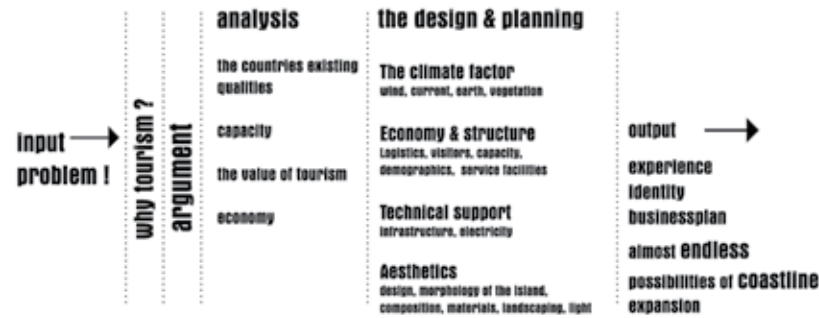 input
problem !
why tourism ?
argument
analysis
the countries existing
qualities
capacity
the value of tourism
economy
the design & planning
The climate factor
wind, current, earth, vegetation
Economy & structure
Logistics, visitors, capacity,
demographics, service facilities
Technical support
infrastructure, electricity
Aesthetics
design, morphology of the island,
composition, materials, landscaping, light
output
experience
identity
businessplan
almost endless
possibilities of coastline
expansion